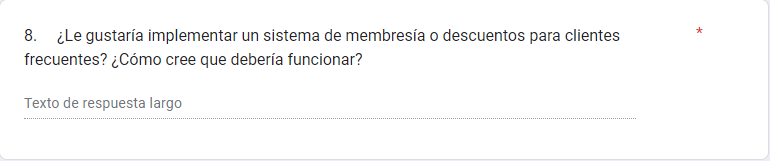 8. ¿Le gustaría implementar un sistema de membresía o descuentos para clientes *
frecuentes? ¿Cómo cree que debería funcionar?
Texto de respuesta largo